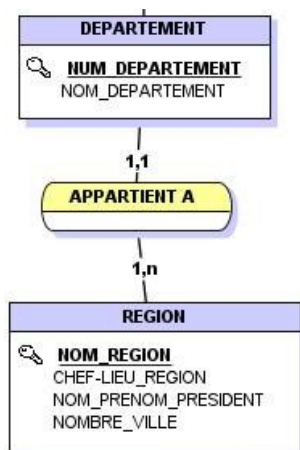 DEPARTEMENT
NUM_DEPARTEMENT
NOM_DEPARTEMENT
1,1
APPARTIENT A
1,n
REGION
NOM_REGION
CHEF-LIEU_REGION
NOM_PRENOM_PRESIDENT
NOMBRE_VILLE